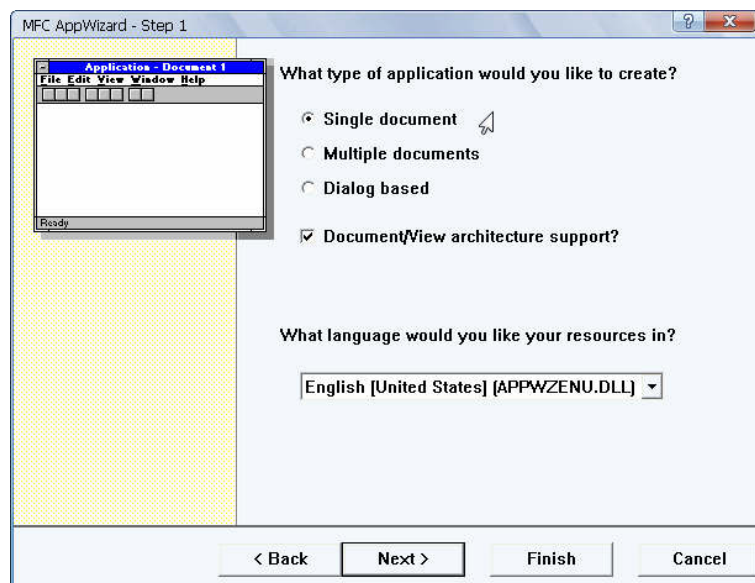 MFC AppWizard - Step 1
?
X
Application - Document 1
File Edit View Window Help
Ready
What type of application would you like to create?
Single document
Multiple documents
Dialog based
Document/View architecture support?
What language would you like your resources in?
English [United States] (APPWZENU.DLL)
< Back Next > Finish Cancel